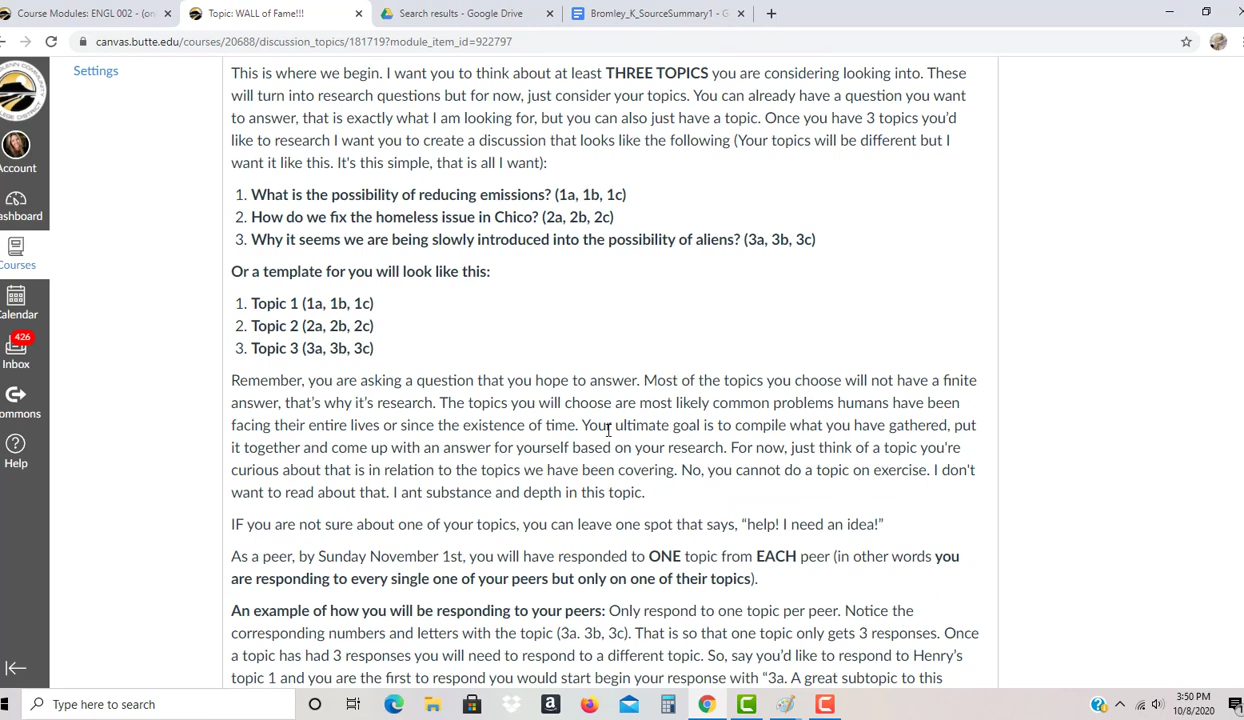 Course Modules: ENGL 002 - (on
Topic: WALL of Fame!!!
Search results - Google Drive
Bromley_K_SourceSummary1 - G
canvas.butte.edu/courses/20688/discussion_topics/181719?module_item_id=922797
Settings
Account
ashboard
Courses
Calendar
426
Inbox
ommons
Help
This is where we begin. I want you to think about at least THREE TOPICS you are considering looking into. These
will turn into research questions but for now, just consider your topics. You can already have a question you want
to answer, that is exactly what I am looking for, but you can also just have a topic. Once you have 3 topics you'd
like to research I want you to create a discussion that looks like the following (Your topics will be different but I
want it like this. It's this simple, that is all I want):
1. What is the possibility of reducing emissions? (1a, 1b, 1c)
2. How do we fix the homeless issue in Chico? (2a, 2b, 2c)
3. Why it seems we are being slowly introduced into the possibility of aliens? (3a, 3b, 3c)
Or a template for you will look like this:
1. Topic 1 (1a, 1b, 1c)
2. Topic 2 (2a, 2b, 2c)
3. Topic 3 (3a, 3b, 3c)
Remember, you are asking a question that you hope to answer. Most of the topics you choose will not have a finite
answer, that's why it's research. The topics you will choose are most likely common problems humans have been
facing their entire lives or since the existence of time. Your ultimate goal is to compile what you have gathered, put
it together and come up with an answer for yourself based on your research. For now, just think of a topic you're
curious about that is in relation to the topics we have been covering. No, you cannot do a topic on exercise. I don't
want to read about that. I ant substance and depth in this topic.
IF you are not sure about one of your topics, you can leave one spot that says, "help! I need an idea!"
As a peer, by Sunday November 1st, you will have responded to ONE topic from EACH peer (in other words you
are responding to every single one of your peers but only on one of their topics).
An example of how you will be responding to your peers: Only respond to one topic per peer. Notice the
corresponding numbers and letters with the topic (3a. 3b, 3c). That is so that one topic only gets 3 responses. Once
a topic has had 3 responses you will need to respond to a different topic. So, say you'd like to respond to Henry's
topic 1 and you are the first to respond you would start begin your response with "3a. A great subtopic to this
Type here to search
3:50 PM
10/8/2020